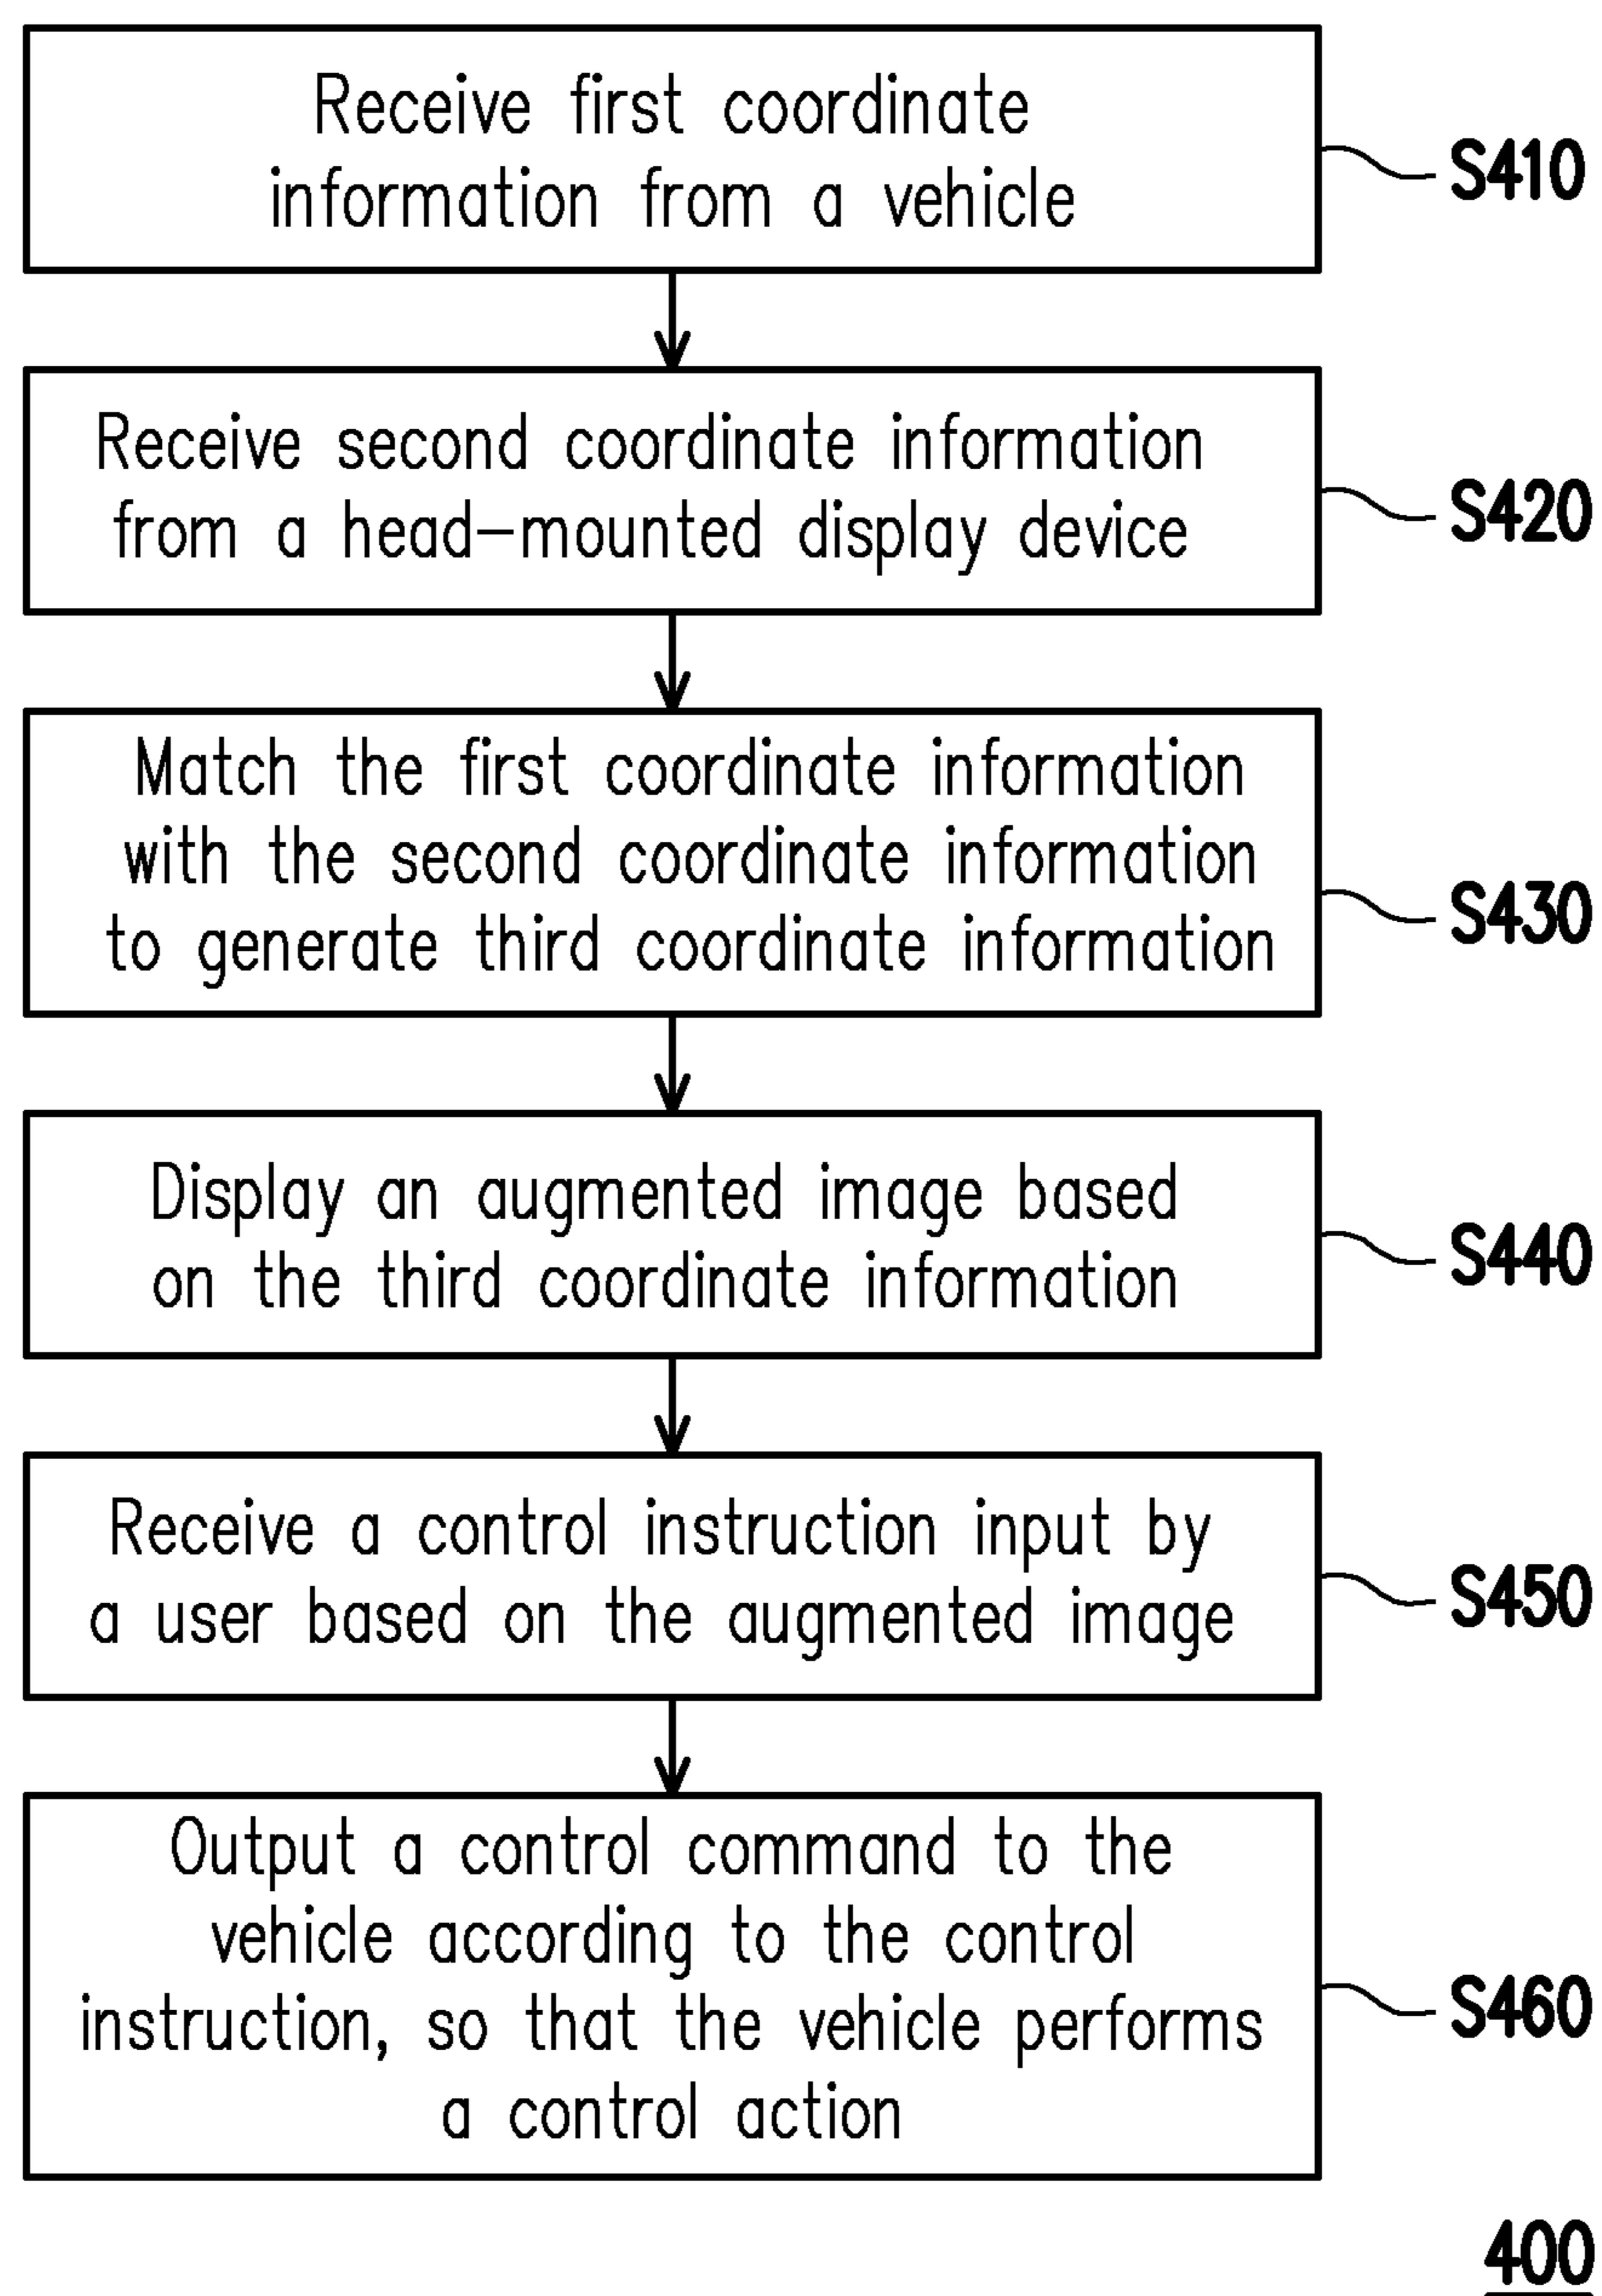 Receive first coordinate
information from a vehicle
S410
Receive second coordinate information
from a head-mounted display device
S420
Match the first coordinate information
with the second coordinate information
to generate third coordinate information
S430
Display an augmented image based
on the third coordinate information
S440
Receive a control instruction input by
a user based on the augmented image
S450
Output a control command to the
vehicle according to the control
instruction, so that the vehicle performs
a control action
S460
400